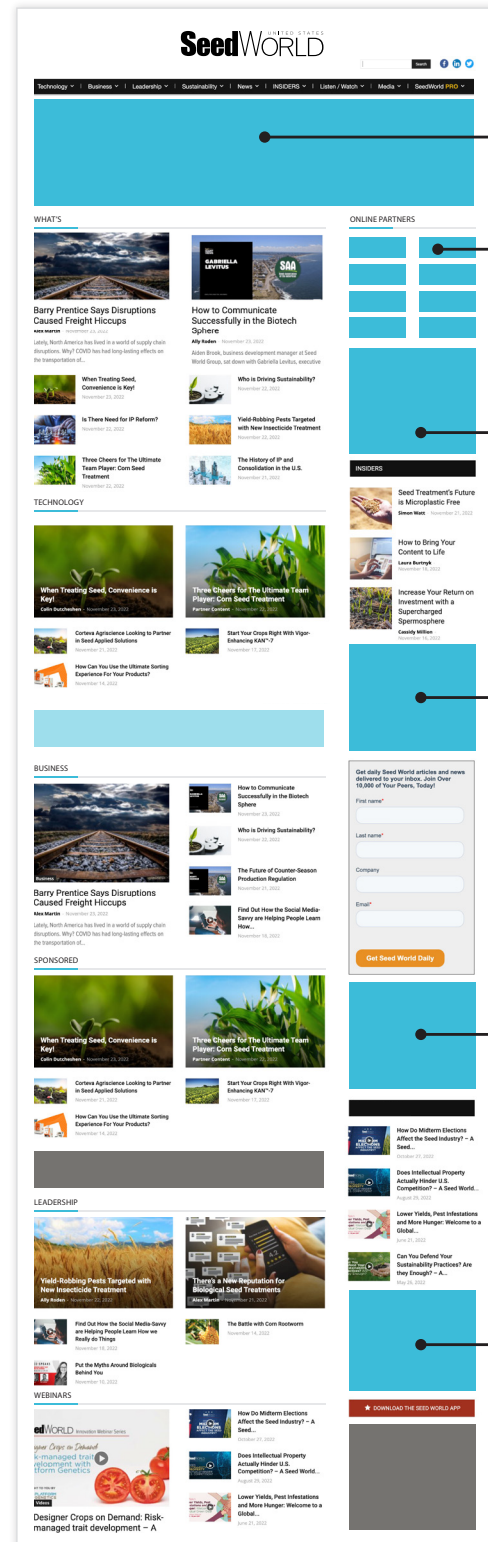 UNITED STATES
SeedWORLD
Search
Technology | Business | Leadership | Sustainability | News | INSIDERS | Listen / Watch | Media | SeedWorld PRO
WHAT'S
Barry Prentice Says Disruptions
Caused Freight Hiccups
Alex Martin - November 23, 2022
Lately, North America has lived in a world of supply chain
disruptions. Why? COVID has had long-lasting effects on
the transportation of...
GABRIELLA
LEVITUS
SAA
How to Communicate
Successfully in the Biotech
Sphere
Ally Roden - November 23, 2022
Aiden Brook, business development manager at Seed
World Group, sat down with Gabriela Levitus, executive
When Treating Seed,
Convenience is Key!
November 23, 2022
Who is Driving Sustainability?
November 22, 2022
Is There Need for IP Reform?
November 22, 2022
Yield-Robbing Pests Targeted
with New Insecticide Treatment
November 22, 2022
Three Cheers for The Ultimate
Team Player: Corn Seed
Treatment
November 22, 2022
The History of IP and
Consolidation in the U.S.
November 21, 2022
ONLINE PARTNERS
INSIDERS
Seed Treatment's Future
is Microplastic Free
Simon Watt - November 21, 2022
How to Bring Your
Content to Life
Laura Burtnyk
November 18, 2022
Increase Your Return on
Investment with a
Supercharged
Spermosphere
Cassidy Million
November 16, 2022
TECHNOLOGY
When Treating Seed, Convenience is
Key!
Colin Dutcheshen - November 23, 2022
Three Cheers for The Ultimate Team
Player: Corn Seed Treatment
Partner Content - November 22, 2022
Corteva Agriscience Looking to Partner
in Seed Applied Solutions
November 21, 2022
Start Your Crops Right With Vigor-
Enhancing KAN™-7
November 17, 2022
How Can You Use the Ultimate Sorting
Experience For Your Products?
November 14, 2022
BUSINESS
Business
Barry Prentice Says Disruptions
Caused Freight Hiccups
Alex Martin - November 23, 2022
Lately, North America has lived in a world of supply chain
disruptions. Why? COVID has had long-lasting effects on
the transportation of...
How to Communicate
Successfully in the Biotech
Sphere
November 23, 2022
Who is Driving Sustainability?
November 22, 2022
The Future of Counter-Season
Production Regulation
November 21, 2022
Find Out How the Social Media-
Savvy are Helping People Learn
How...
November 18, 2022
Get daily Seed World articles and news
delivered to your inbox. Join Over
10,000 of Your Peers, Today!
First name*
Last name*
Company
Email*
Get Seed World Daily
SPONSORED
When Treating Seed, Convenience is
Key!
Colin Dutcheshen - November 23, 2022
Three Cheers for The Ultimate Team
Player: Corn Seed Treatment
Partner Content - November 22, 2022
Corteva Agriscience Looking to Partner
in Seed Applied Solutions
November 21, 2022
Start Your Crops Right With Vigor-
Enhancing KAN™-7
November 17, 2022
How Can You Use the Ultimate Sorting
Experience For Your Products?
November 14, 2022
How Do Midterm Elections
Affect the Seed Industry? – A
Seed...
October 27, 2022
Does Intellectual Property
Actually Hinder U.S.
Competition? – A Seed World...
August 29, 2022
Lower Yields, Pest Infestations
and More Hunger: Welcome to a
Global...
June 21, 2022
Can You Defend Your
Sustainability Practices? Are
they Enough? – A...
May 26, 2022
LEADERSHIP
Yield-Robbing Pests Targeted with
New Insecticide Treatment
Ally Roden - November 22, 2022
There's a New Reputation for
Biological Seed Treatments
Alex Martin - November 21, 2022
Find Out How the Social Media-Savvy
are Helping People Learn How we
Really do Things
November 18, 2022
The Battle with Corn Rootworm
November 14, 2022
Put the Myths Around Biologicals
Behind You
November 10, 2022
DOWNLOAD THE SEED WORLD APP
WEBINARS
edWORLD Innovation Webinar Series
gner Crops on Demand
k-managed trait
velopment with
tform Genetics
Videos
Designer Crops on Demand: Risk-
managed trait development – A
How Do Midterm Elections
Affect the Seed Industry? – A
Seed...
October 27, 2022
Does Intellectual Property
Actually Hinder U.S.
Competition? – A Seed World...
August 29, 2022
Lower Yields, Pest Infestations
and More Hunger: Welcome to a
Global...
June 21, 2022